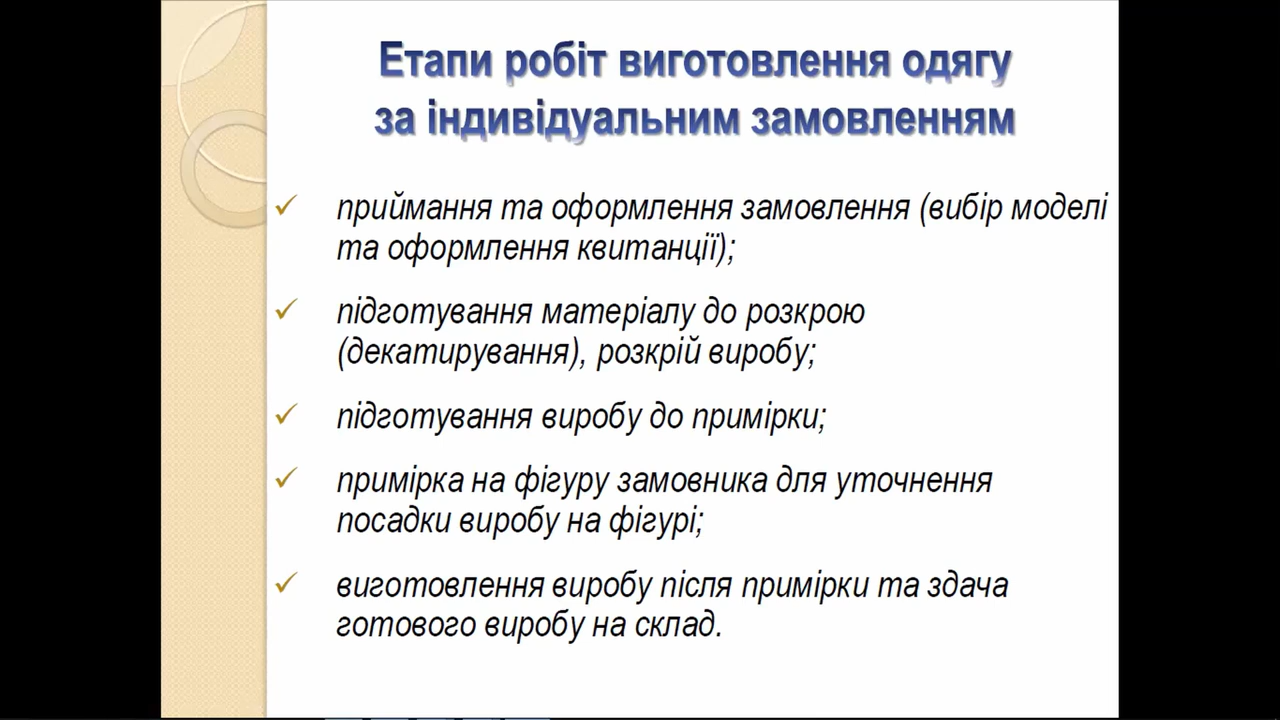 Етапи робіт виготовлення одягу
за індивідуальним замовленням
приймання та оформлення замовлення (вибір моделі
та оформлення квитанції);
підготування матеріалу до розкрою
(декатирування), розкрій виробу;
підготування виробу до примірки;
примірка на фігуру замовника для уточнення
посадки виробу на фігурі;
виготовлення виробу після примірки та здача
готового виробу на склад.